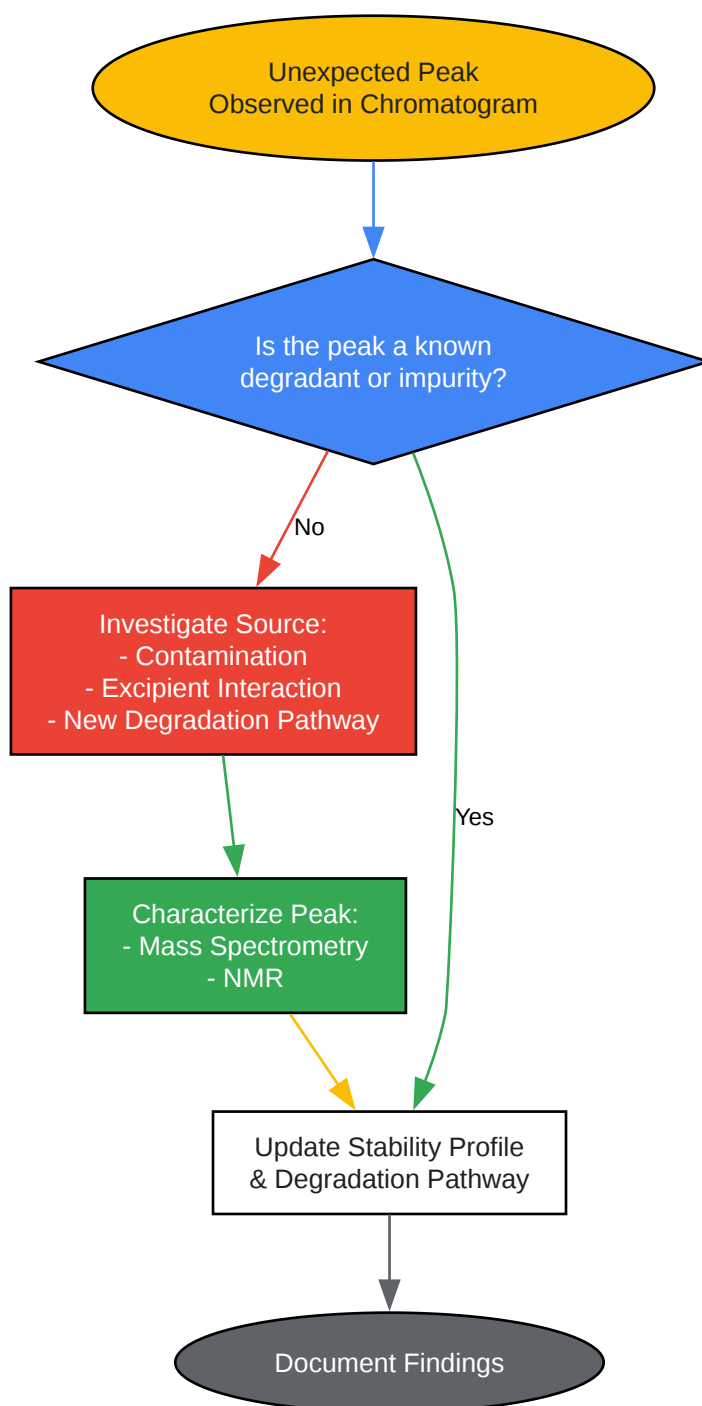 Unexpected Peak
Observed in Chromatogram
Is the peak a known
degradant or impurity?
No
Investigate Source:
- Contamination
- Excipient Interaction
- New Degradation Pathway
Yes
Characterize Peak:
- Mass Spectrometry
- NMR
Update Stability Profile
& Degradation Pathway
Document Findings